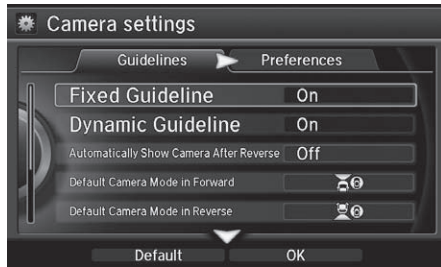 Camera settings
Guidelines Preferences
Fixed Guideline On
Dynamic Guideline On
Automatically Show Camera After Reverse Off
Default Camera Mode in Forward
Default Camera Mode in Reverse
Default OK